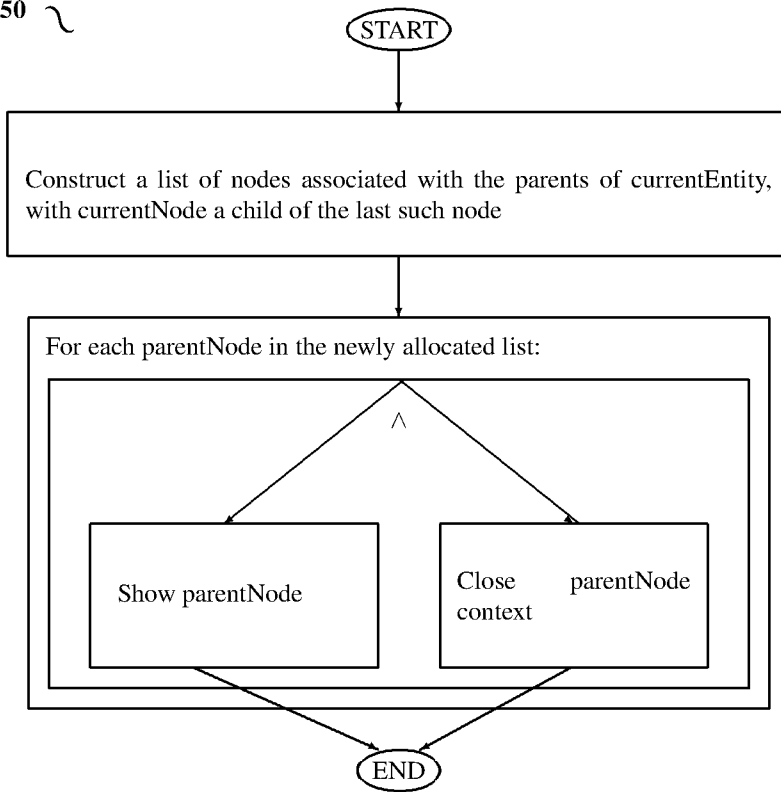 50
START
Construct a list of nodes associated with the parents of currentEntity,
with currentNode a child of the last such node
For each parentNode in the newly allocated list:
∧
Show parentNode
Close parentNode
context
END